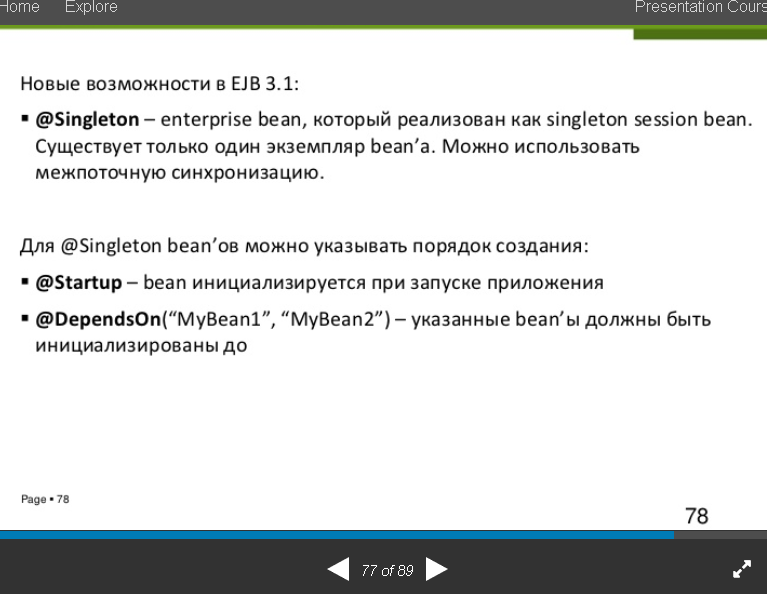 Home Explore Presentation Cours
Новые возможности в EJB 3.1:
▪ @Singleton – enterprise bean, который реализован как singleton session bean.
Существует только один экземпляр bean’а. Можно использовать
межпоточную синхронизацию.
Для @Singleton bean’ов можно указывать порядок создания:
▪ @Startup – bean инициализируется при запуске приложения
▪ @DependsOn(“MyBean1”, “MyBean2”) – указанные bean’ы должны быть
инициализированы до
Page ▪ 78
78
77 of 89